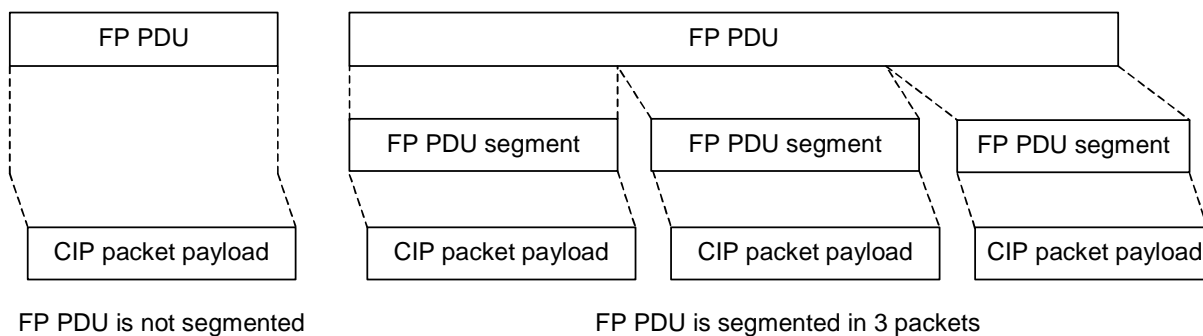 FP PDU
FP PDU
FP PDU segment
FP PDU segment
FP PDU segment
CIP packet payload
CIP packet payload
CIP packet payload
CIP packet payload
FP PDU is not segmented
FP PDU is segmented in 3 packets